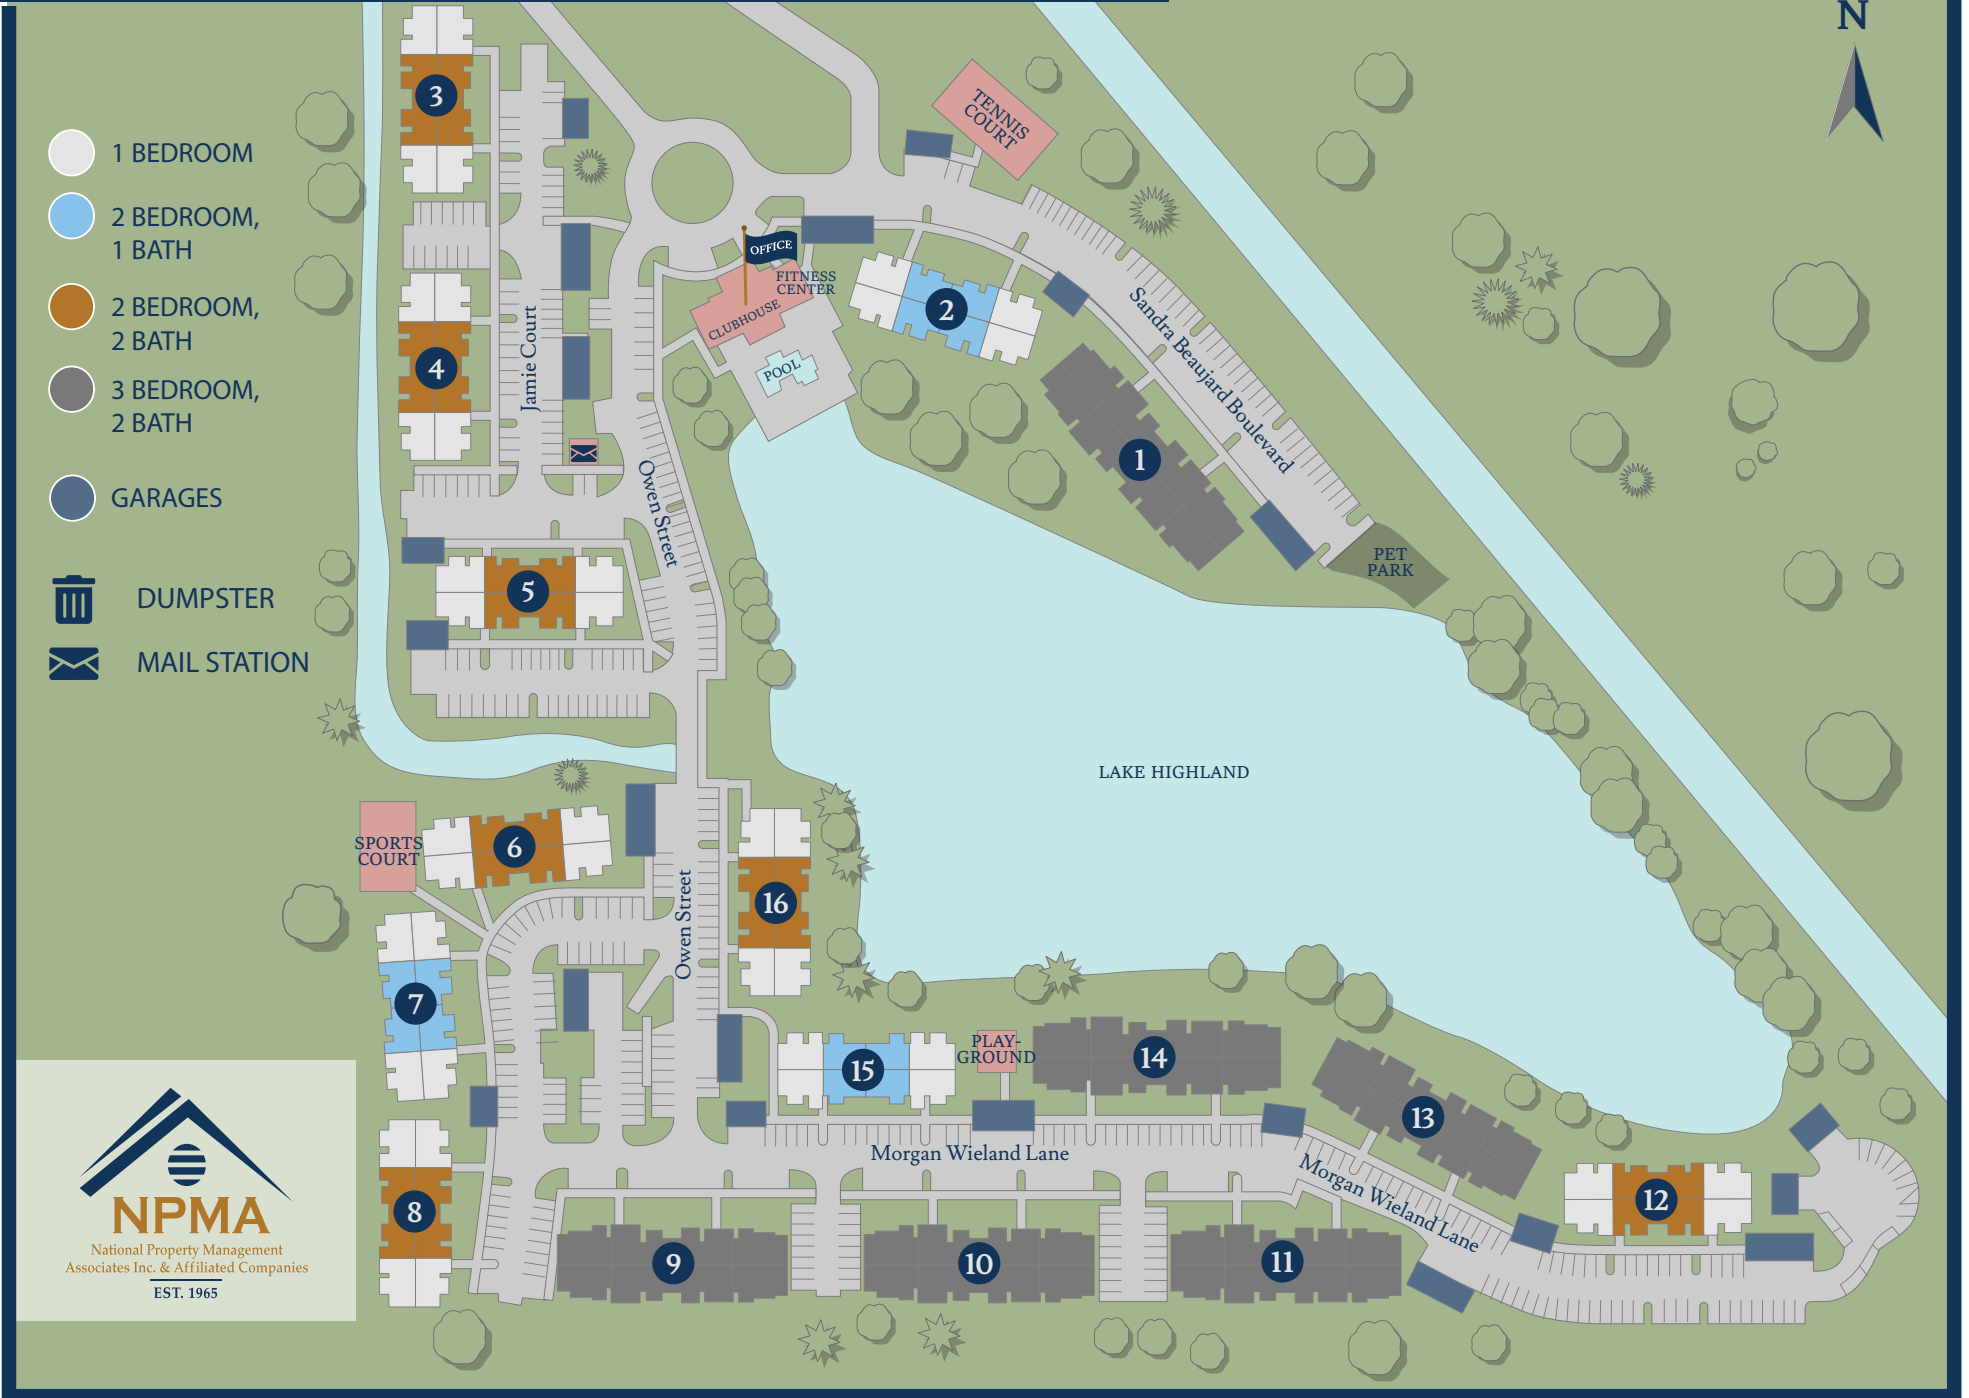 N
1 BEDROOM
2 BEDROOM,
1 BATH
2 BEDROOM,
2 BATH
3 BEDROOM,
2 BATH
GARAGES
DUMPSTER
MAIL STATION
3
4
5
Jamie Court
Owen Street
OFFICE
FITNESS
CENTER
CLUBHOUSE
POOL
TENNIS
COURT
2
1
Sandra Beaujard Boulevard
PET
PARK
LAKE HIGHLAND
SPORTS
COURT
6
7
8
Owen Street
16
15
PLAY-
GROUND
14
13
12
Morgan Wieland Lane
Morgan Wieland Lane
9
10
11
NPMA
National Property Management
Associates Inc. & Affiliated Companies
EST. 1965